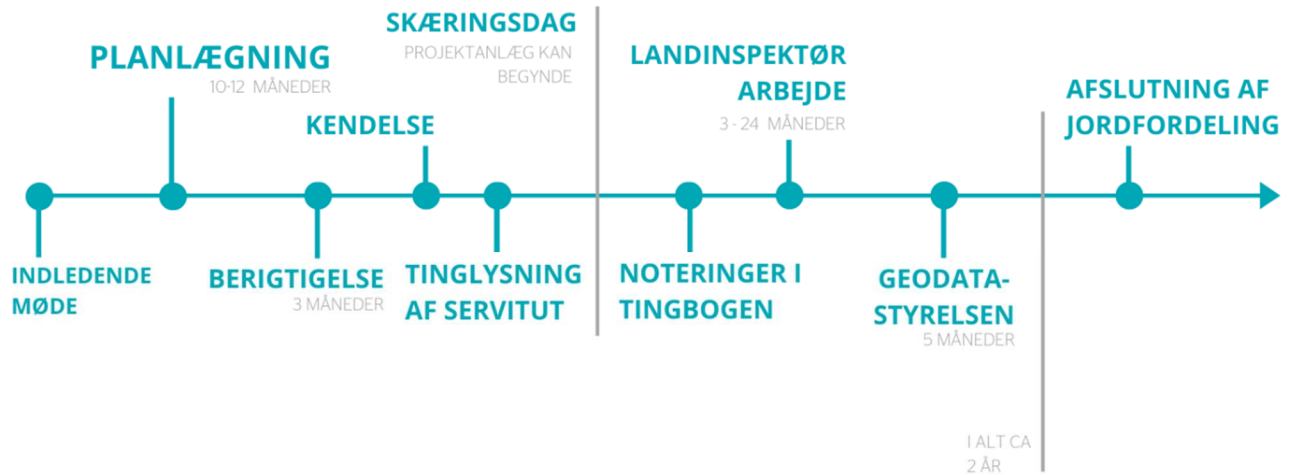 PLANLÆGNING
10-12 MÅNEDER
SKÆRINGSDAG
PROJEKTANLÆG KAN
BEGYNDE
KENDELSE
LANDINSPEKTØR
ARBEJDE
3 - 24 MÅNEDER
AFSLUTNING AF
JORDFORDELING
INDLEDENDE
MØDE
BERIGTIGELSE
3 MÅNEDER
TINGLYSNING
AF SERVITUT
NOTERINGER I
TINGBOGEN
GEODATA-
STYRELSEN
5 MÅNEDER
I ALT CA
2 ÅR